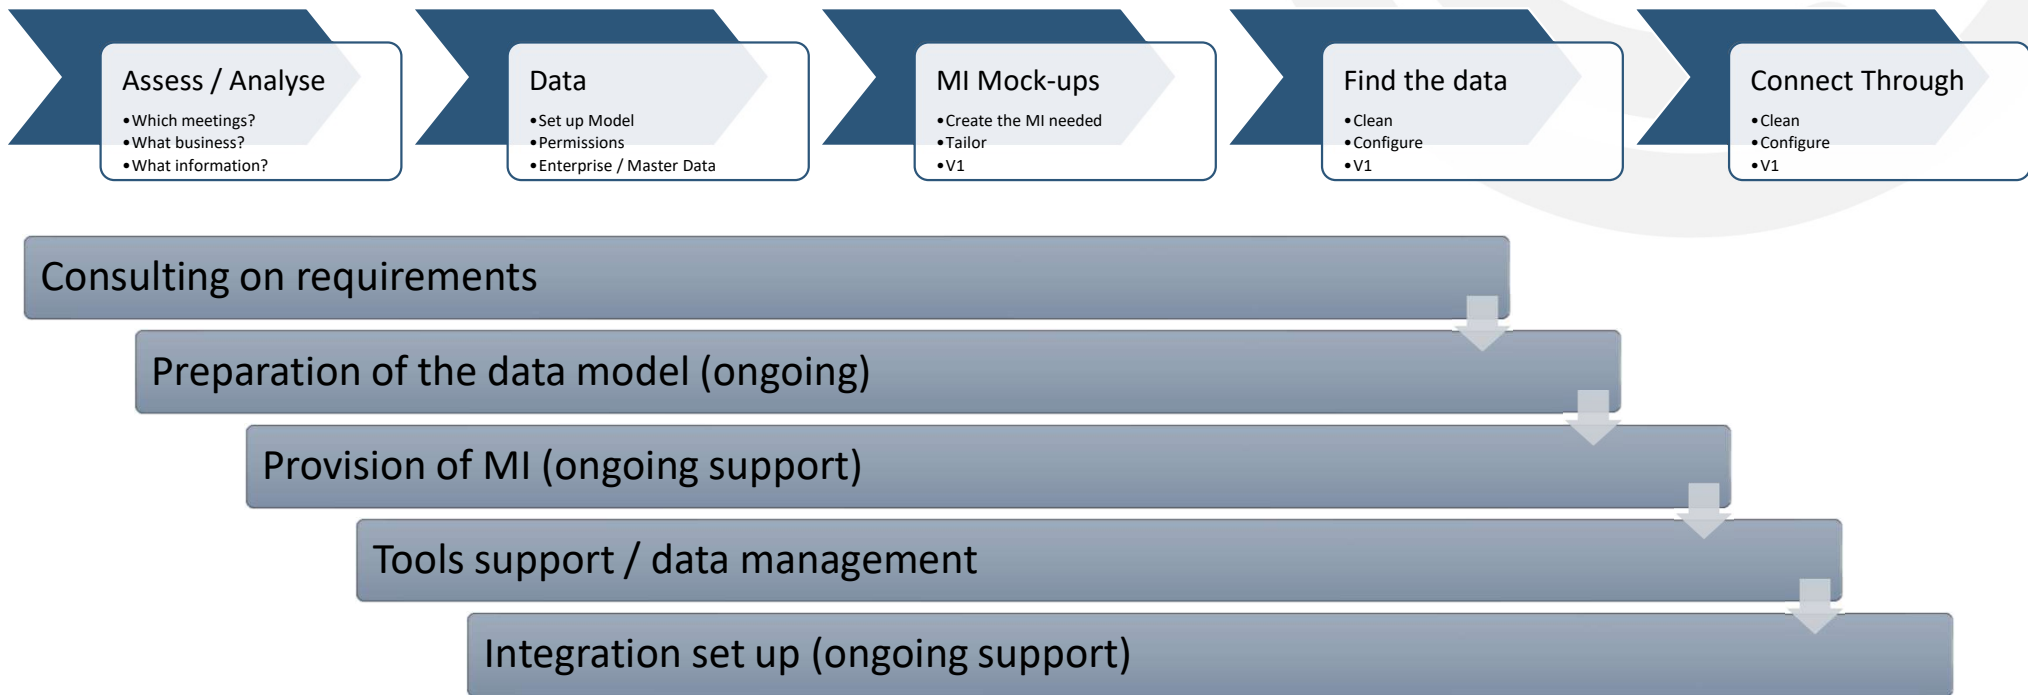 Assess / Analyse
•Which meetings?
•What business?
•What information?
Data
•Set up Model
•Permissions
•Enterprise / Master Data
MI Mock-ups
•Create the MI needed
•Tailor
•V1
Find the data
•Clean
•Configure
•V1
Connect Through
•Clean
•Configure
•V1
Consulting on requirements
Preparation of the data model (ongoing)
Provision of MI (ongoing support)
Tools support / data management
Integration set up (ongoing support)